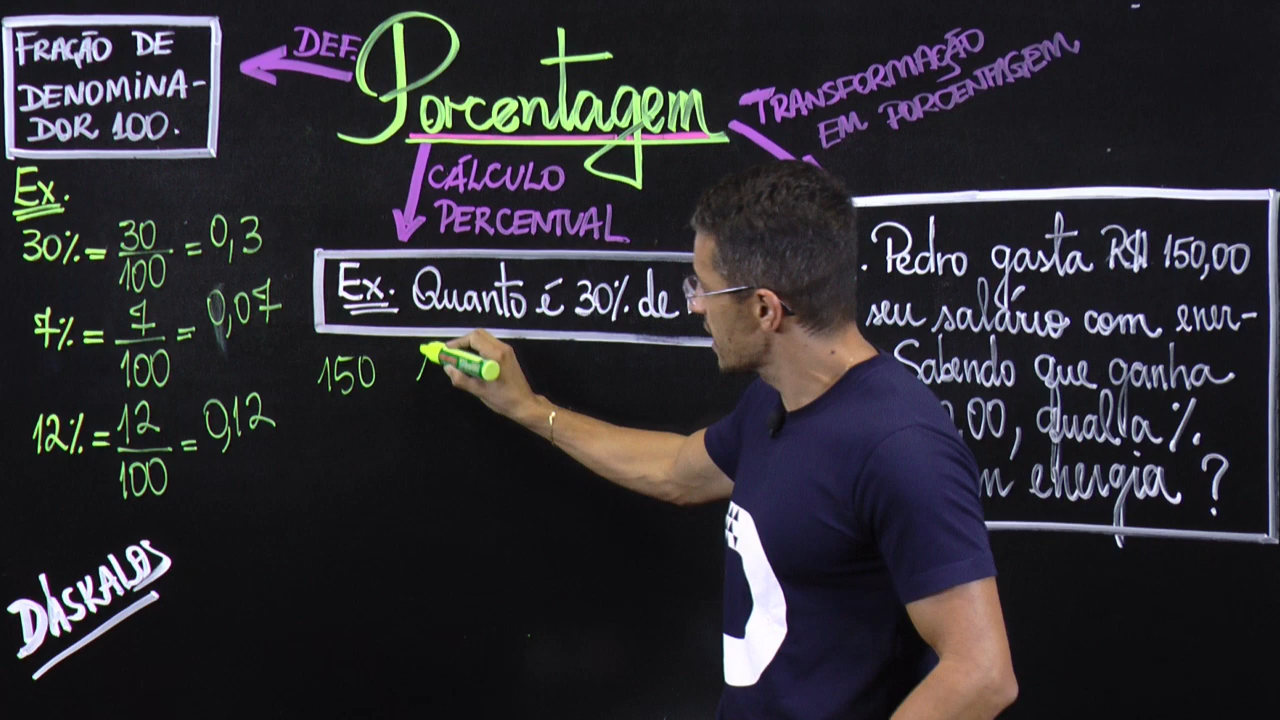 FRAÇÃO DE
DENOMINA-
DOR 100.
DEF.
Porcentagem
TRANSFORMAÇÃO
EM PORCENTAGEM
CÁLCULO
PERCENTUAL
Ex.
30% = 30/100 = 0,3
7% = 7/100 = 0,07
12% = 12/100 = 0,12
Ex. Quanto é 30% de
150
. Pedro gasta R$ 150,00
seu salário com ener-
Sabendo que ganha
0,00, qual a %.
energia ?
DÁSKALOS